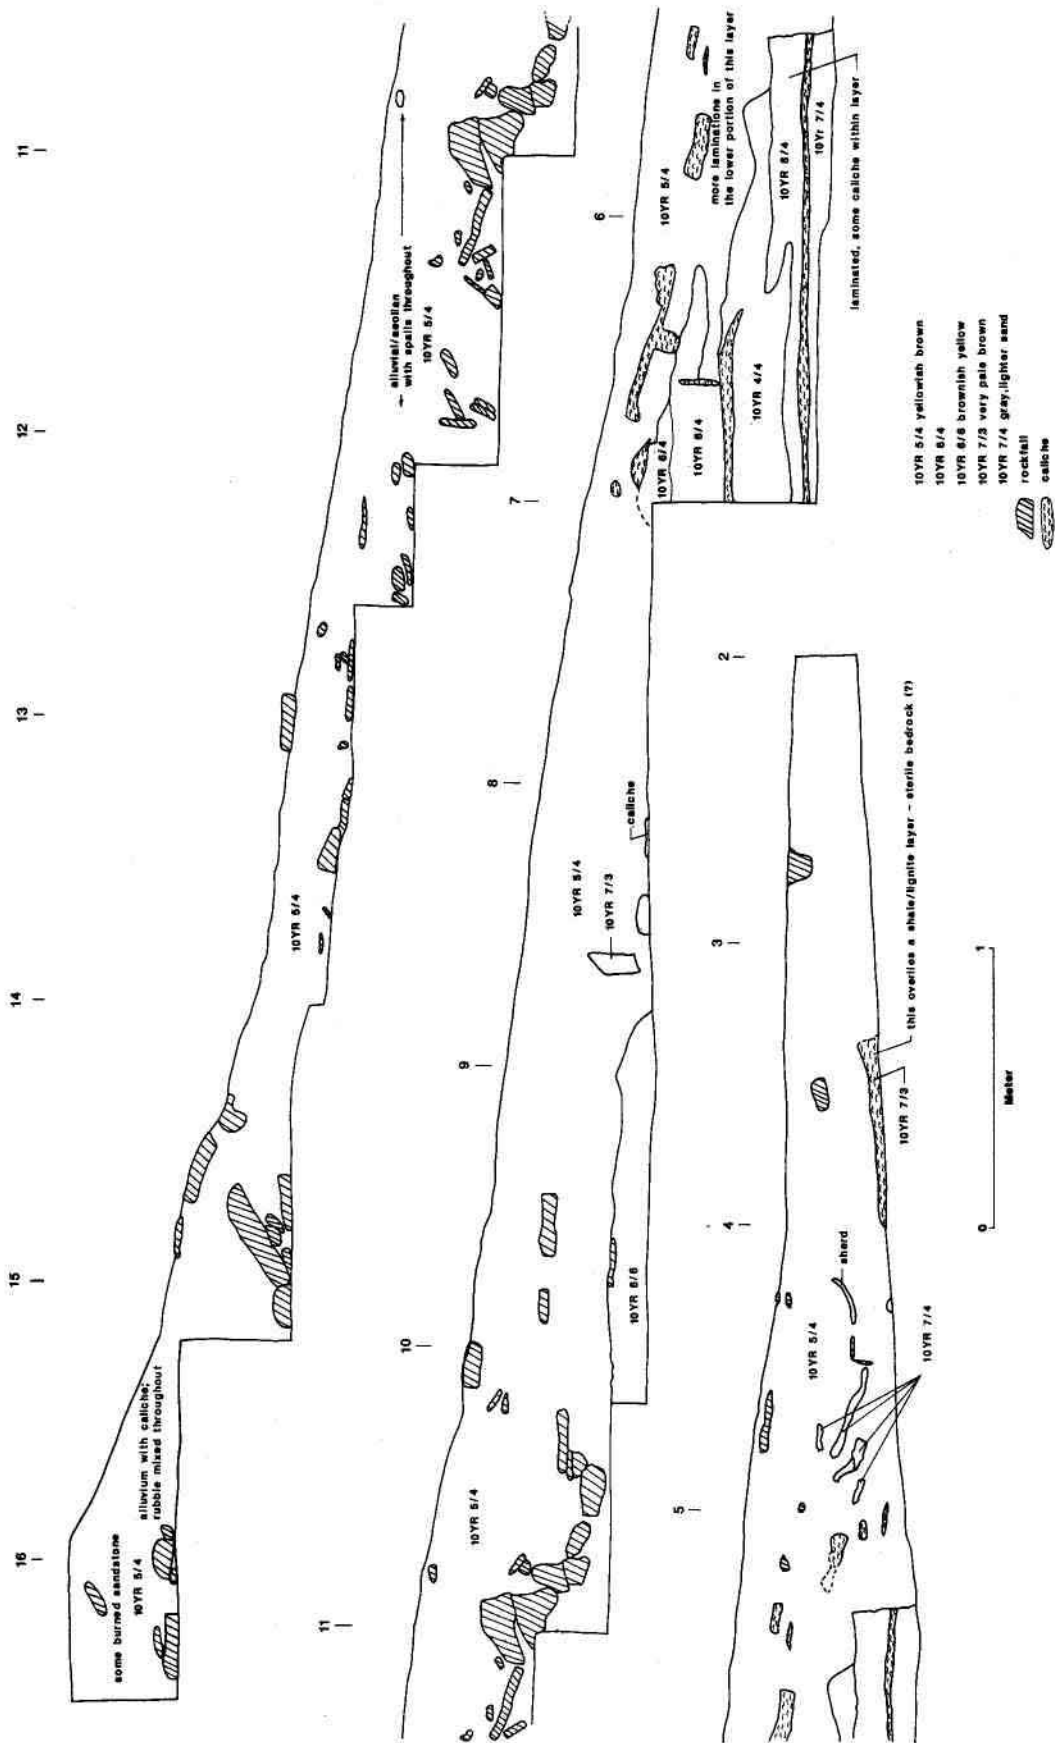 16
15
14
13
12
11
some burned sandstone
10YR 5/4
alluvium with caliche;
rubble mixed throughout
10YR 5/4
alluvial/aeolian
with spalls throughout
10YR 5/4
11
10
9
8
7
6
10YR 5/4
10YR 6/6
10YR 5/4
10YR 7/3
caliche
10YR 6/4
10YR 6/4
10YR 4/4
10YR 5/4
more laminations in
the lower portion of this layer
10YR 6/4
10Yr 7/4
laminated, some caliche within layer
5
4
3
2
10YR 5/4
sherd
10YR 7/4
10YR 7/3
this overlies a shale/lignite layer - sterile bedrock (?)
0
1
Meter
10YR 5/4 yellowish brown
10YR 6/4
10YR 6/6 brownish yellow
10YR 7/3 very pale brown
10YR 7/4 gray, lighter sand
rockfall
caliche